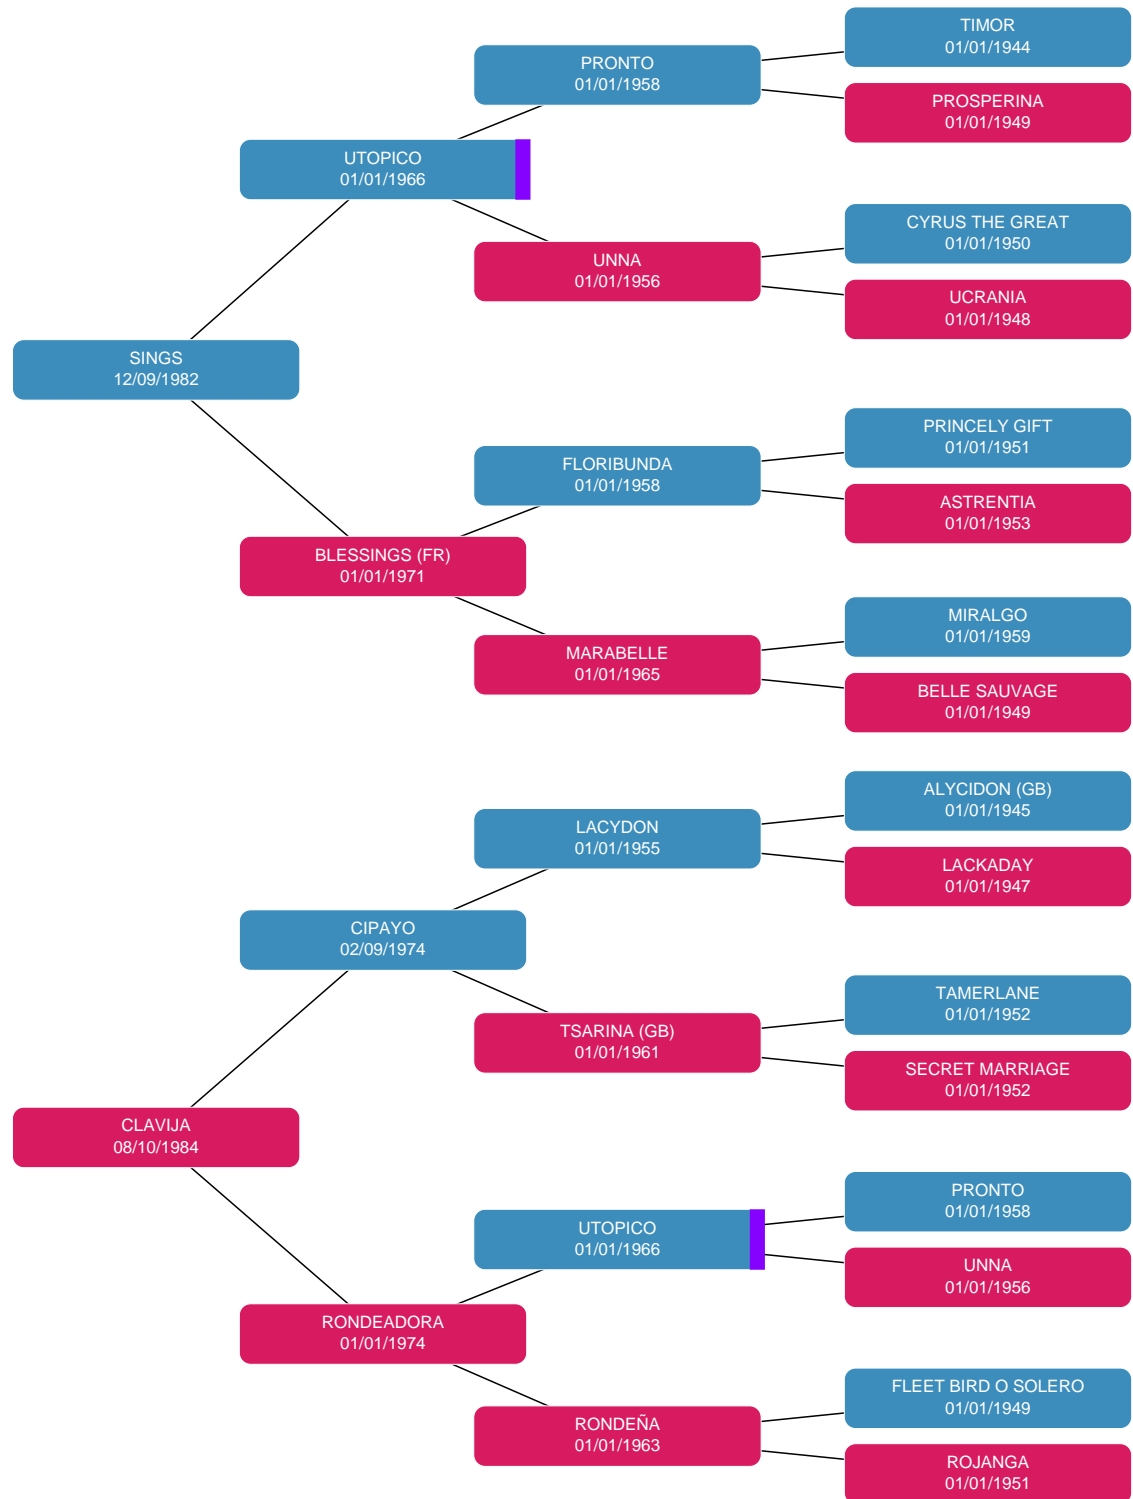 TIMOR
01/01/1944
PRONTO
01/01/1958
PROSPERINA
01/01/1949
UTOPICO
01/01/1966
CYRUS THE GREAT
01/01/1950
UNNA
01/01/1956
UCRANIA
01/01/1948
SINGS
12/09/1982
PRINCELY GIFT
01/01/1951
FLORIBUNDA
01/01/1958
ASTRENTIA
01/01/1953
BLESSINGS (FR)
01/01/1971
MIRALGO
01/01/1959
MARABELLE
01/01/1965
BELLE SAUVAGE
01/01/1949
ALYCIDON (GB)
01/01/1945
LACYDON
01/01/1955
LACKADAY
01/01/1947
CIPAYO
02/09/1974
TAMERLANE
01/01/1952
TSARINA (GB)
01/01/1961
SECRET MARRIAGE
01/01/1952
CLAVIJA
08/10/1984
PRONTO
01/01/1958
UTOPICO
01/01/1966
UNNA
01/01/1956
RONDEADORA
01/01/1974
FLEET BIRD O SOLERO
01/01/1949
RONDEÑA
01/01/1963
ROJANGA
01/01/1951